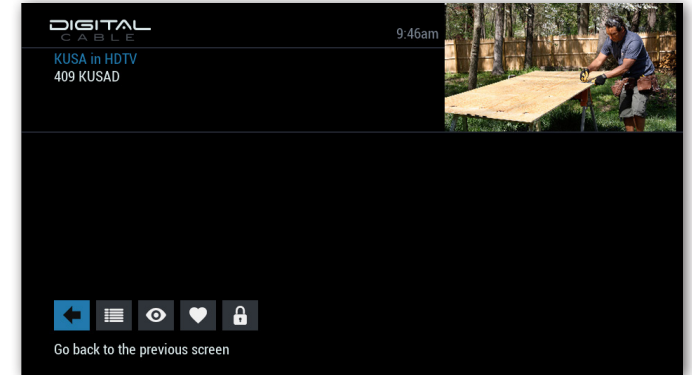 DIGITAL
CABLE
9:46am
KUSA in HDTV
409 KUSAD
Go back to the previous screen